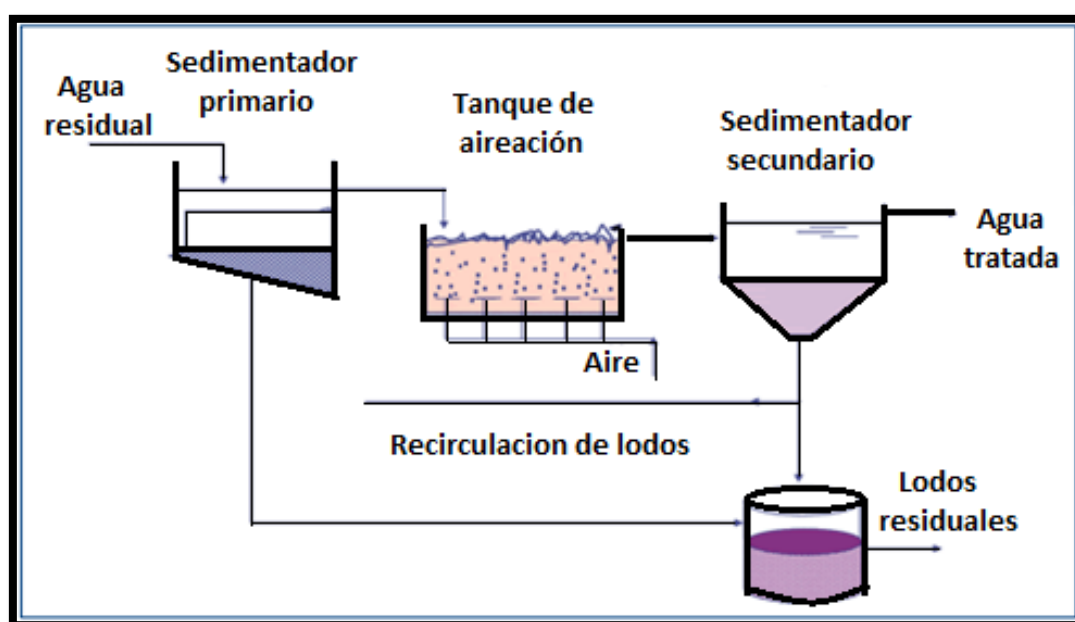 Agua
residual
Sedimentador
primario
Tanque de
aireación
Sedimentador
secundario
Agua
tratada
Aire
Recirculacion de lodos
Lodos
residuales